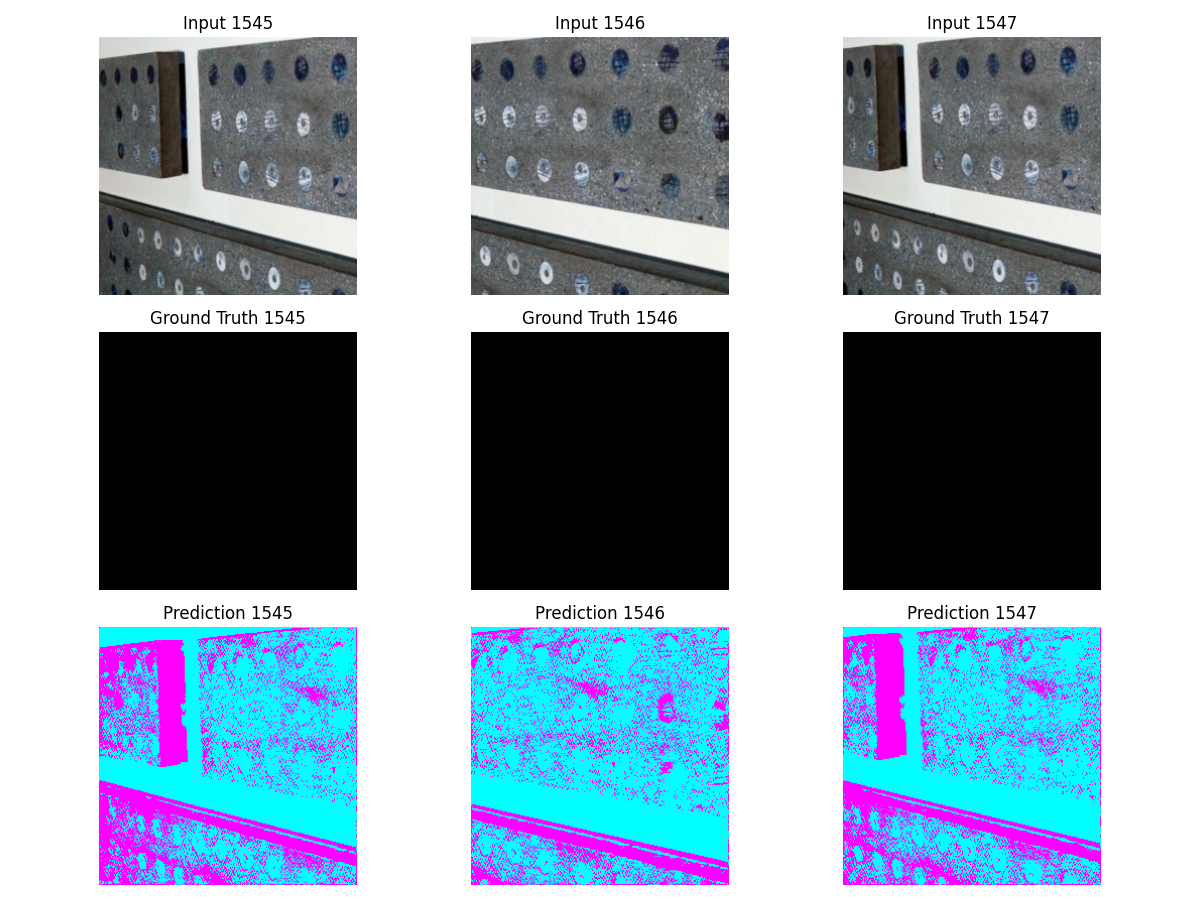 Input 1545
Input 1546
Input 1547
Ground Truth 1545
Ground Truth 1546
Ground Truth 1547
Prediction 1545
Prediction 1546
Prediction 1547